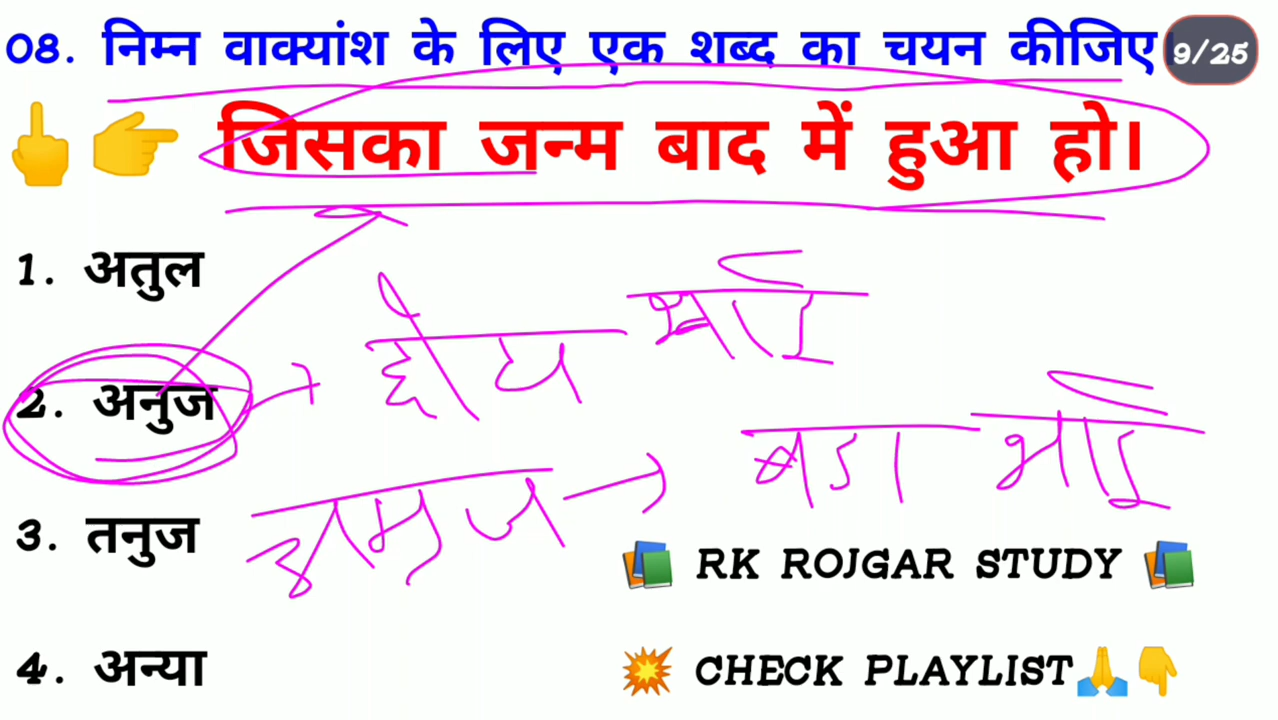 08. निम्न वाक्यांश के लिए एक शब्द का चयन कीजिए
9/25
जिसका जन्म बाद में हुआ हो।
1. अतुल
2. अनुज
छोटा भाई
3. तनुज
अग्रज → बड़ा भाई
RK ROJGAR STUDY
4. अन्या
CHECK PLAYLIST